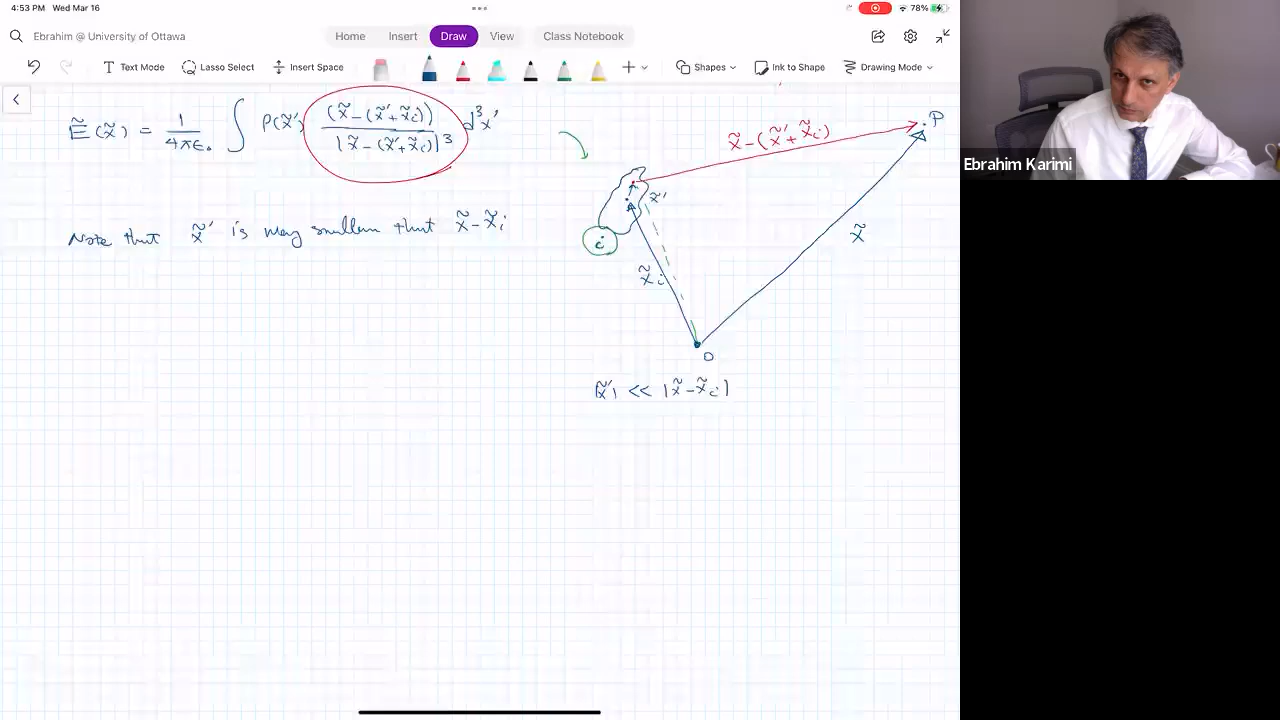 4:53 PM Wed Mar 16
78%
Ebrahim @ University of Ottawa
Home Insert Draw View Class Notebook
Text Mode Lasso Select Insert Space Shapes Ink to Shape Drawing Mode
Ẽ(x̃) = 1/4πε₀ ∫ ρ(x̃') (x̃-(x̃'+x̃i))/|x̃-(x̃'+x̃i)|³ d³x'
P
x̃-(x̃'+x̃i)
Ebrahim Karimi
x̃'
Note that x̃' is very smaller that x̃-x̃i
x̃
i
x̃i
O
|x̃'| << |x̃-x̃i|